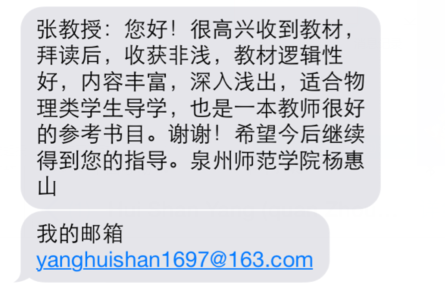 张教授：您好！很高兴收到教材，
拜读后，收获非浅，教材逻辑性
好，内容丰富，深入浅出，适合物
理类学生导学，也是一本教师很好
的参考书目。谢谢！希望今后继续
得到您的指导。泉州师范学院杨惠
山
我的邮箱
yanghuishan1697@163.com